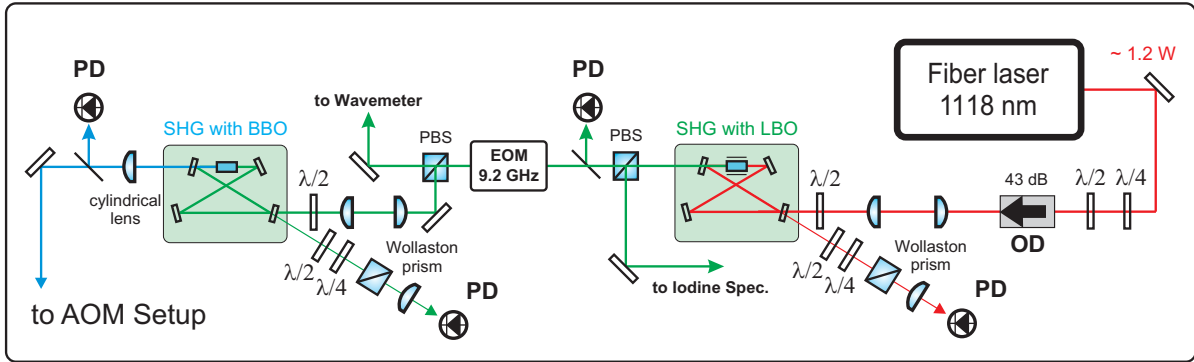 PD
to Wavemeter
SHG with BBO
PBS
EOM
9.2 GHz
PD
PBS
SHG with LBO
Fiber laser
1118 nm
~ 1.2 W
cylindrical
lens
λ/2
λ/2
43 dB
λ/2
λ/4
OD
Wollaston
prism
λ/2
λ/4
PD
to Iodine Spec.
Wollaston
prism
λ/2
λ/4
PD
to AOM Setup